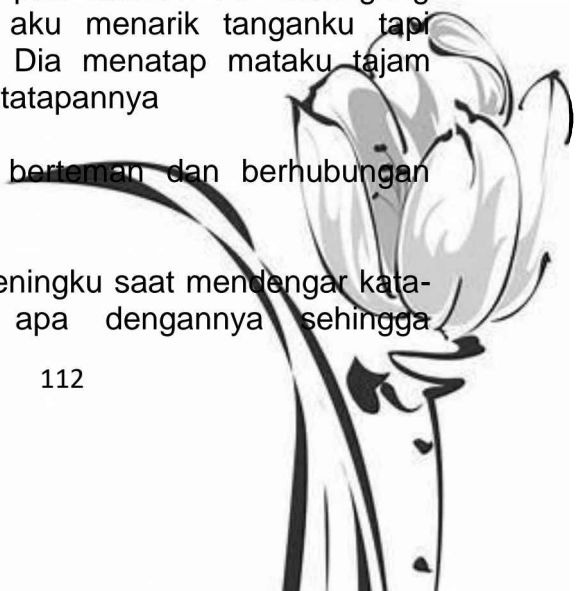 aku menarik tanganku tapi
Dia menatap mataku tajam
tatapannya
berteman dan berhubungan
eningku saat mendengar kata-
apa dengannya sehingga
112